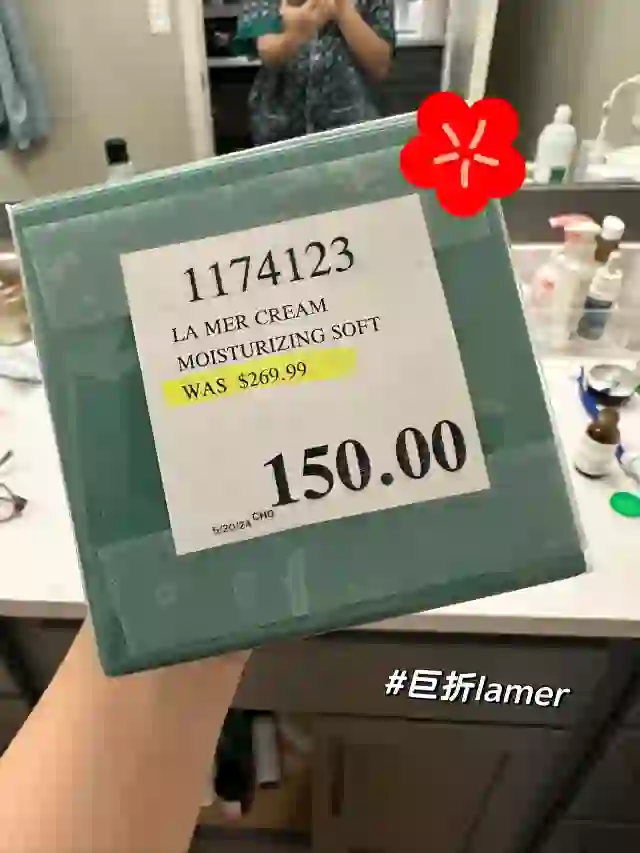 1174123
LA MER CREAM
MOISTURIZING SOFT
WAS $269.99
150.00
5/20/24 CHG
#巨折lamer